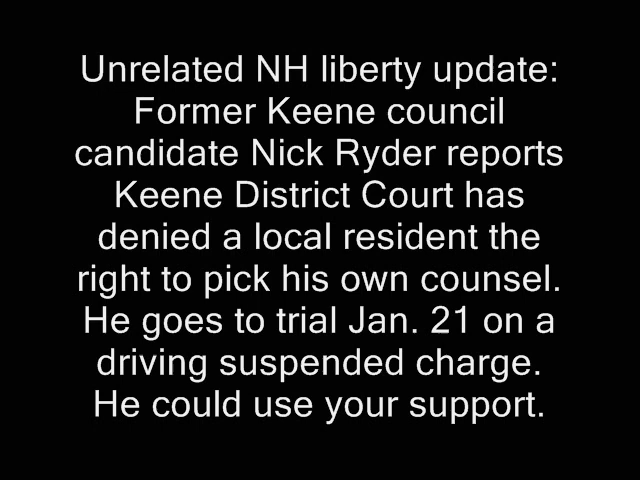 Unrelated NH liberty update:
Former Keene council
candidate Nick Ryder reports
Keene District Court has
denied a local resident the
right to pick his own counsel.
He goes to trial Jan. 21 on a
driving suspended charge.
He could use your support.